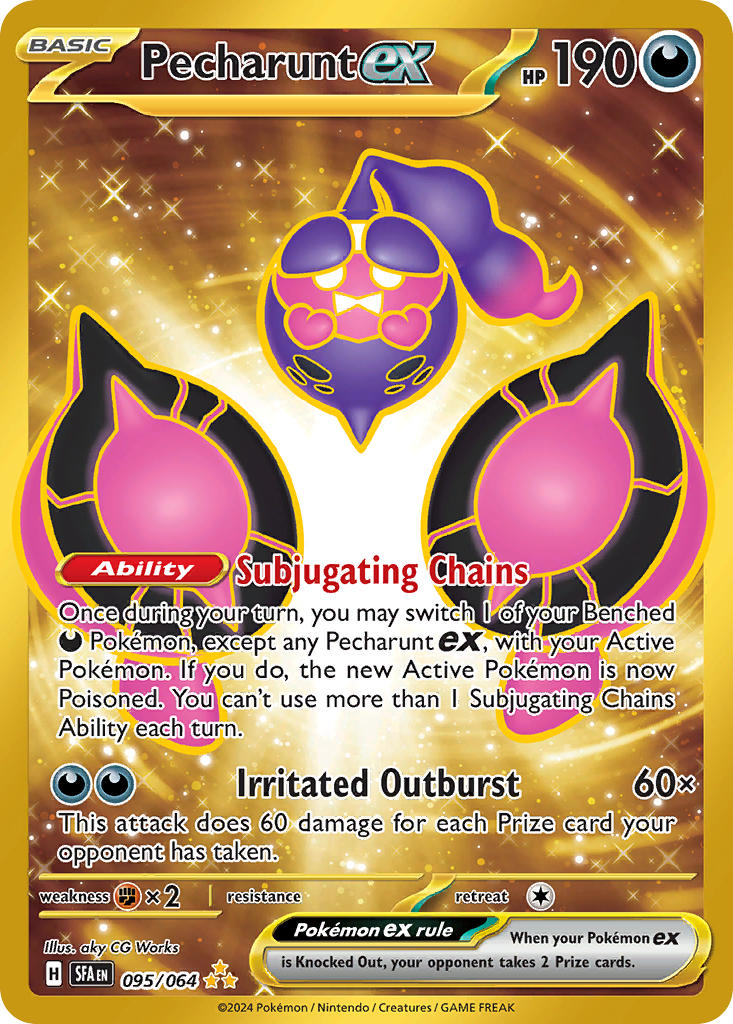 BASIC
Pecharunt ex HP 190
Ability Subjugating Chains
Once during your turn, you may switch 1 of your Benched
Pokémon, except any Pecharunt ex, with your Active
Pokémon. If you do, the new Active Pokémon is now
Poisoned. You can't use more than 1 Subjugating Chains
Ability each turn.
Irritated Outburst 60×
This attack does 60 damage for each Prize card your
opponent has taken.
weakness ×2 resistance retreat
Illus. aky CG Works
Pokémon ex rule When your Pokémon ex
is Knocked Out, your opponent takes 2 Prize cards.
H SFA EN 095/064
©2024 Pokémon / Nintendo / Creatures / GAME FREAK